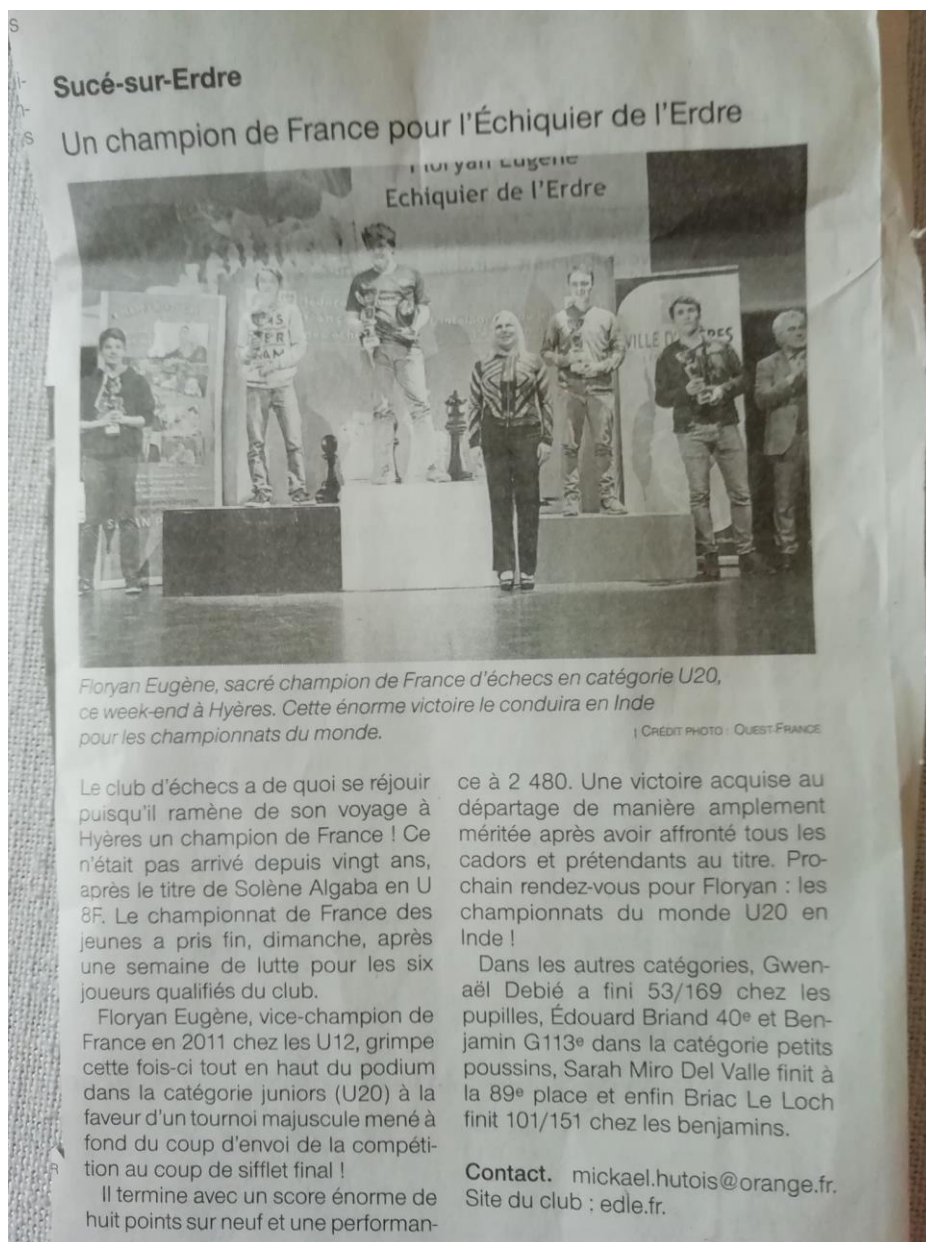 Sucé-sur-Erdre
Un champion de France pour l'Échiquier de l'Erdre
Floryan Eugène
Echiquier de l'Erdre
VILLE D'HYÈRES
Floryan Eugène, sacré champion de France d'échecs en catégorie U20,
ce week-end à Hyères. Cette énorme victoire le conduira en Inde
pour les championnats du monde.
| CRÉDIT PHOTO : OUEST-FRANCE
Le club d'échecs a de quoi se réjouir
puisqu'il ramène de son voyage à
Hyères un champion de France ! Ce
n'était pas arrivé depuis vingt ans,
après le titre de Solène Algaba en U
8F. Le championnat de France des
jeunes a pris fin, dimanche, après
une semaine de lutte pour les six
joueurs qualifiés du club.
Floryan Eugène, vice-champion de
France en 2011 chez les U12, grimpe
cette fois-ci tout en haut du podium
dans la catégorie juniors (U20) à la
faveur d'un tournoi majuscule mené à
fond du coup d'envoi de la compéti-
tion au coup de sifflet final !
Il termine avec un score énorme de
huit points sur neuf et une performan-
ce à 2 480. Une victoire acquise au
départage de manière amplement
méritée après avoir affronté tous les
cadors et prétendants au titre. Pro-
chain rendez-vous pour Floryan : les
championnats du monde U20 en
Inde !
Dans les autres catégories, Gwen-
aël Debié a fini 53/169 chez les
pupilles, Édouard Briand 40e et Ben-
jamin G113e dans la catégorie petits
poussins, Sarah Miro Del Valle finit à
la 89e place et enfin Briac Le Loch
finit 101/151 chez les benjamins.
Contact. mickael.hutois@orange.fr.
Site du club : edle.fr.